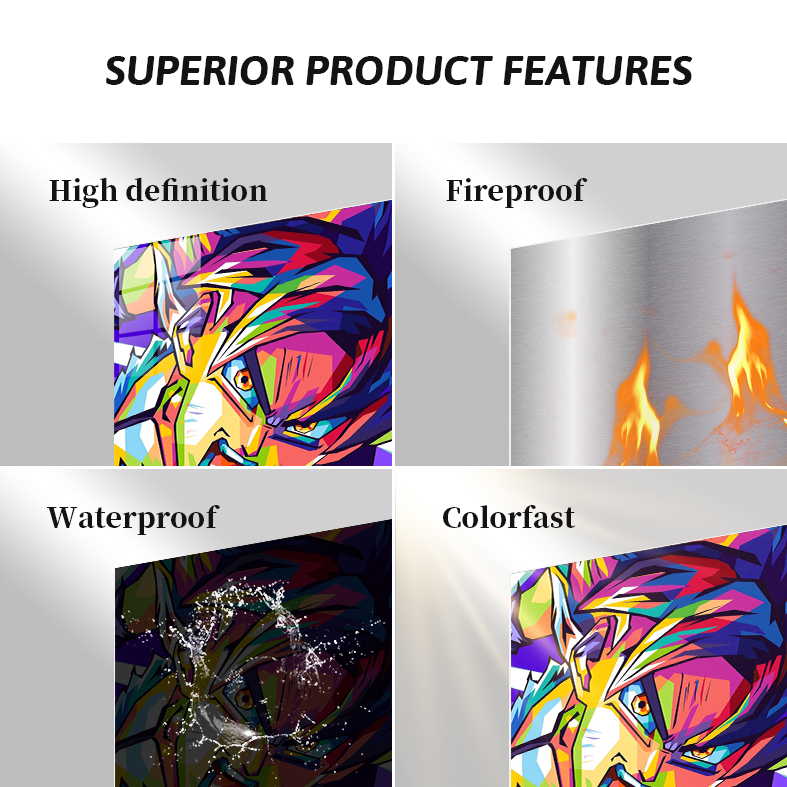 SUPERIOR PRODUCT FEATURES
High definition
Fireproof
Waterproof
Colorfast